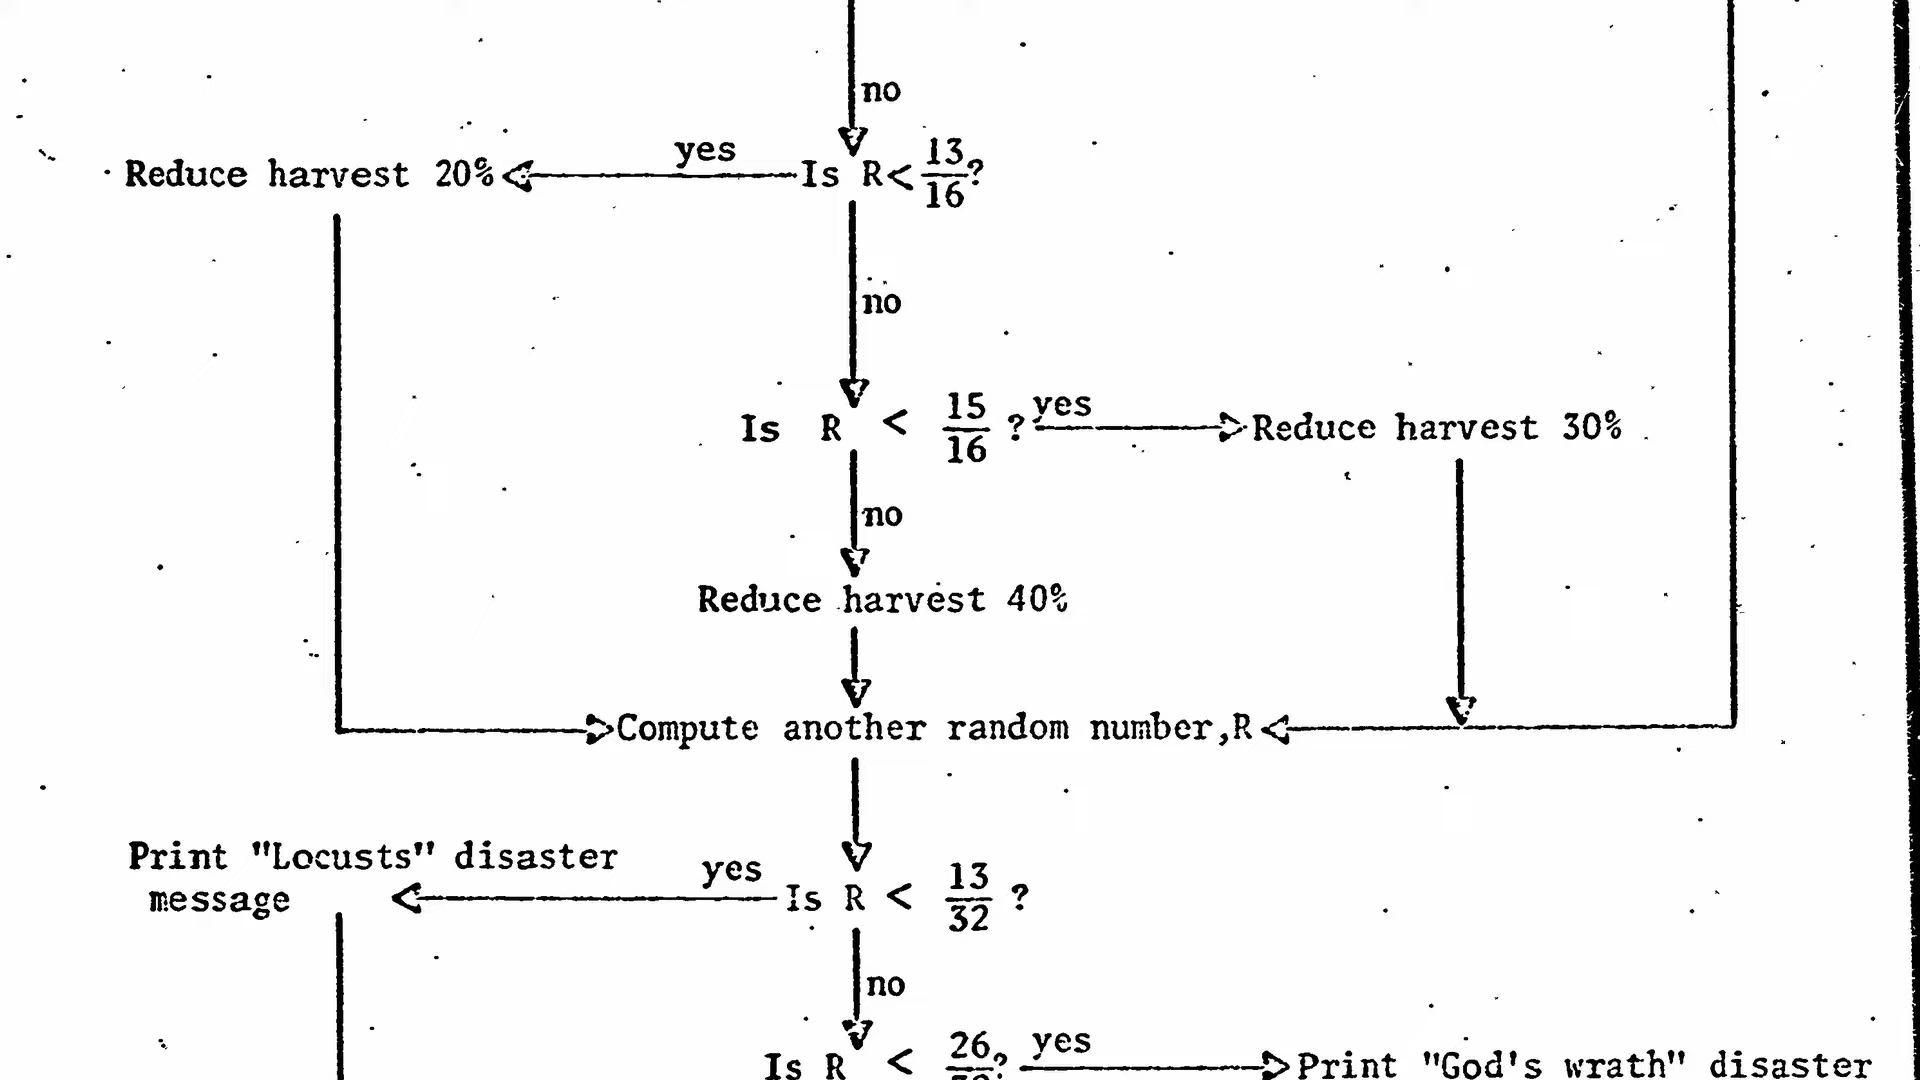 no
yes
Reduce harvest 20%
Is R< 13/16?
no
Is R < 15/16 ?
yes
Reduce harvest 30%
no
Reduce harvest 40%
Compute another random number,R
Print "Locusts" disaster
message
yes
Is R < 13/32 ?
no
Is R < 26 ?
yes
Print "God's wrath" disaster